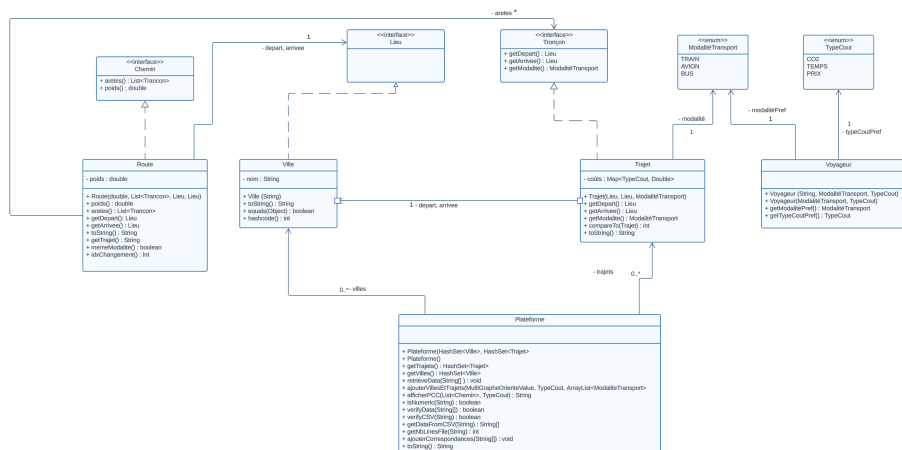 - aretes *
<<interface>>
Chemin
+ aretes() : List<Trancon>
+ poids() : double
1
- depart, arrivee
<<interface>>
Lieu
<<interface>>
Tronçon
+ getDepart() : Lieu
+ getArrivee() : Lieu
+ getModalite() : ModalitéTransport
<<enum>>
ModalitéTransport
TRAIN
AVION
BUS
<<enum>>
TypeCout
CO2
TEMPS
PRIX
- modalité
1
- modalitéPref
1
1
- typeCoutPref
Route
- poids : double
+ Route(double, List<Trancon>, Lieu, Lieu)
+ poids() : double
+ aretes() : List<Trancon>
+ getDepart() : Lieu
+ getArrivee() : Lieu
+ toString() : String
+ getTrajet() : String
+ memeModalite() : boolean
+ idxChangement() : int
Ville
- nom : String
+ Ville (String)
+ toString() : String
+ equals(Object) : boolean
+ hashcode() : int
1 - depart, arrivee
Trajet
- coûts : Map<TypeCout, Double>
+ Trajet(Lieu, Lieu, ModalitéTransport)
+ getDepart() : Lieu
+ getArrivee() : Lieu
+ getModalite() : ModalitéTransport
+ compareTo(Trajet) : int
+ toString() : String
Voyageur
+ Voyageur (String, ModalitéTransport, TypeCout)
+ Voyageur(ModalitéTransport, TypeCout)
+ getModalitéPref() : ModalitéTransport
+ getTypeCoutPref() : TypeCout
0..*- villes
- trajets
0..*
Plateforme
+ Plateforme(HashSet<Ville>, HashSet<Trajet>
+ Plateforme()
+ getTrajets() : HashSet<Trajet>
+ getVilles() : HashSet<Ville>
+ retrieveData(String[] ) : void
+ ajouterVillesEtTrajets(MultiGrapheOrienteValue, TypeCout, ArrayList<ModaliteTransport>
+ afficherPCC(List<Chemin>, TypeCout) : String
+ isNumeric(String) : boolean
+ verifyData(String[]) : boolean
+ verifyCSV(String) : boolean
+ getDataFromCSV(String) : String[]
+ getNbLinesFile(String) : int
+ ajouterCorrespondances(String[]) : void
+ toString() : String